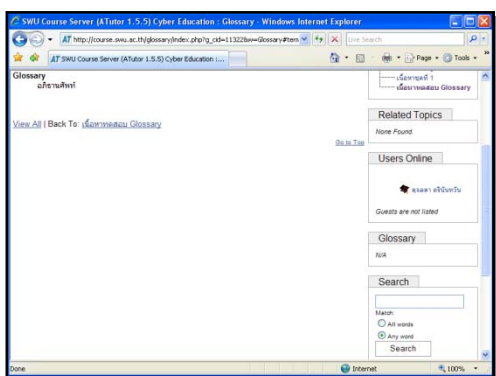 SWU Course Server (ATutor 1.5.5) Cyber Education : Glossary - Windows Internet Explorer
http://course.swu.ac.th/glossary/index.php?g_cid=11322&w=Glossary#term
Live Search
AT SWU Course Server (ATutor 1.5.5) Cyber Education :...
Page
Tools
Glossary
อภิธานศัพท์
View All | Back To: เนื้อหาทดสอบ Glossary
Go to Top
เนื้อหาชุดที่ 1
เนื้อหาทดสอบ Glossary
Related Topics
None Found
Users Online
Guests are not listed
Glossary
N/A
Search
Match:
All words
Any word
Search
Done
Internet
100%